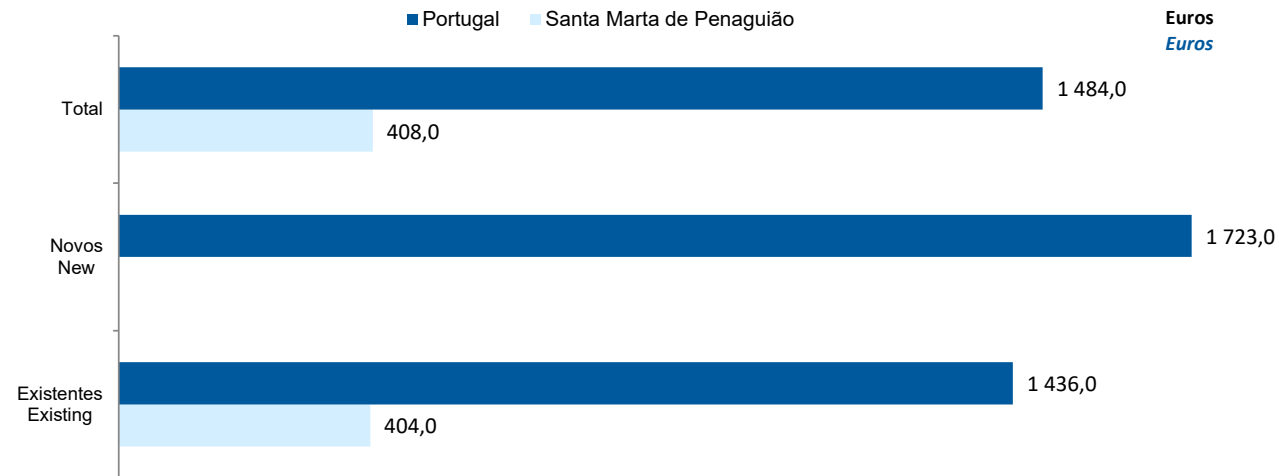 Portugal Santa Marta de Penaguião
Euros
Euros
Total
1 484,0
408,0
Novos
New
1 723,0
Existentes
Existing
1 436,0
404,0